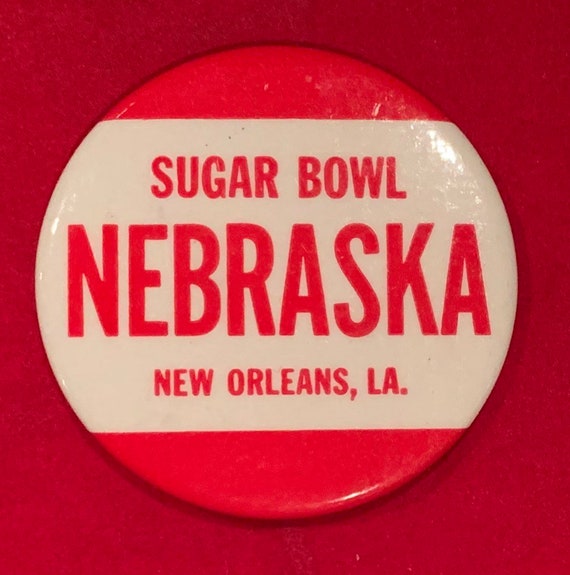 SUGAR BOWL
NEBRASKA
NEW ORLEANS, LA.